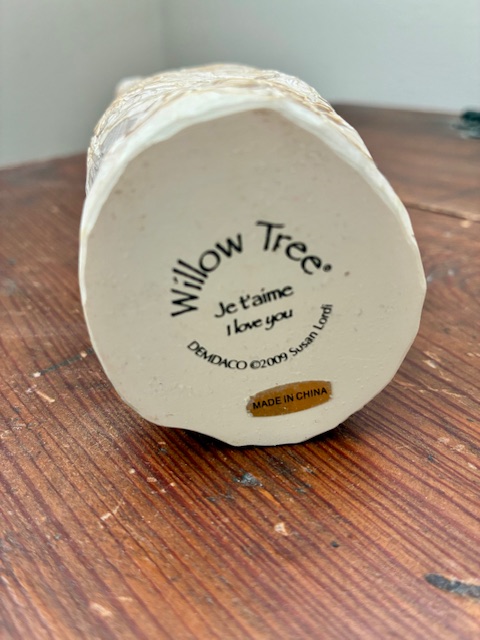 Willow Tree®
Je t'aime
I love you
DEMDACO ©2009 Susan Lordi
MADE IN CHINA